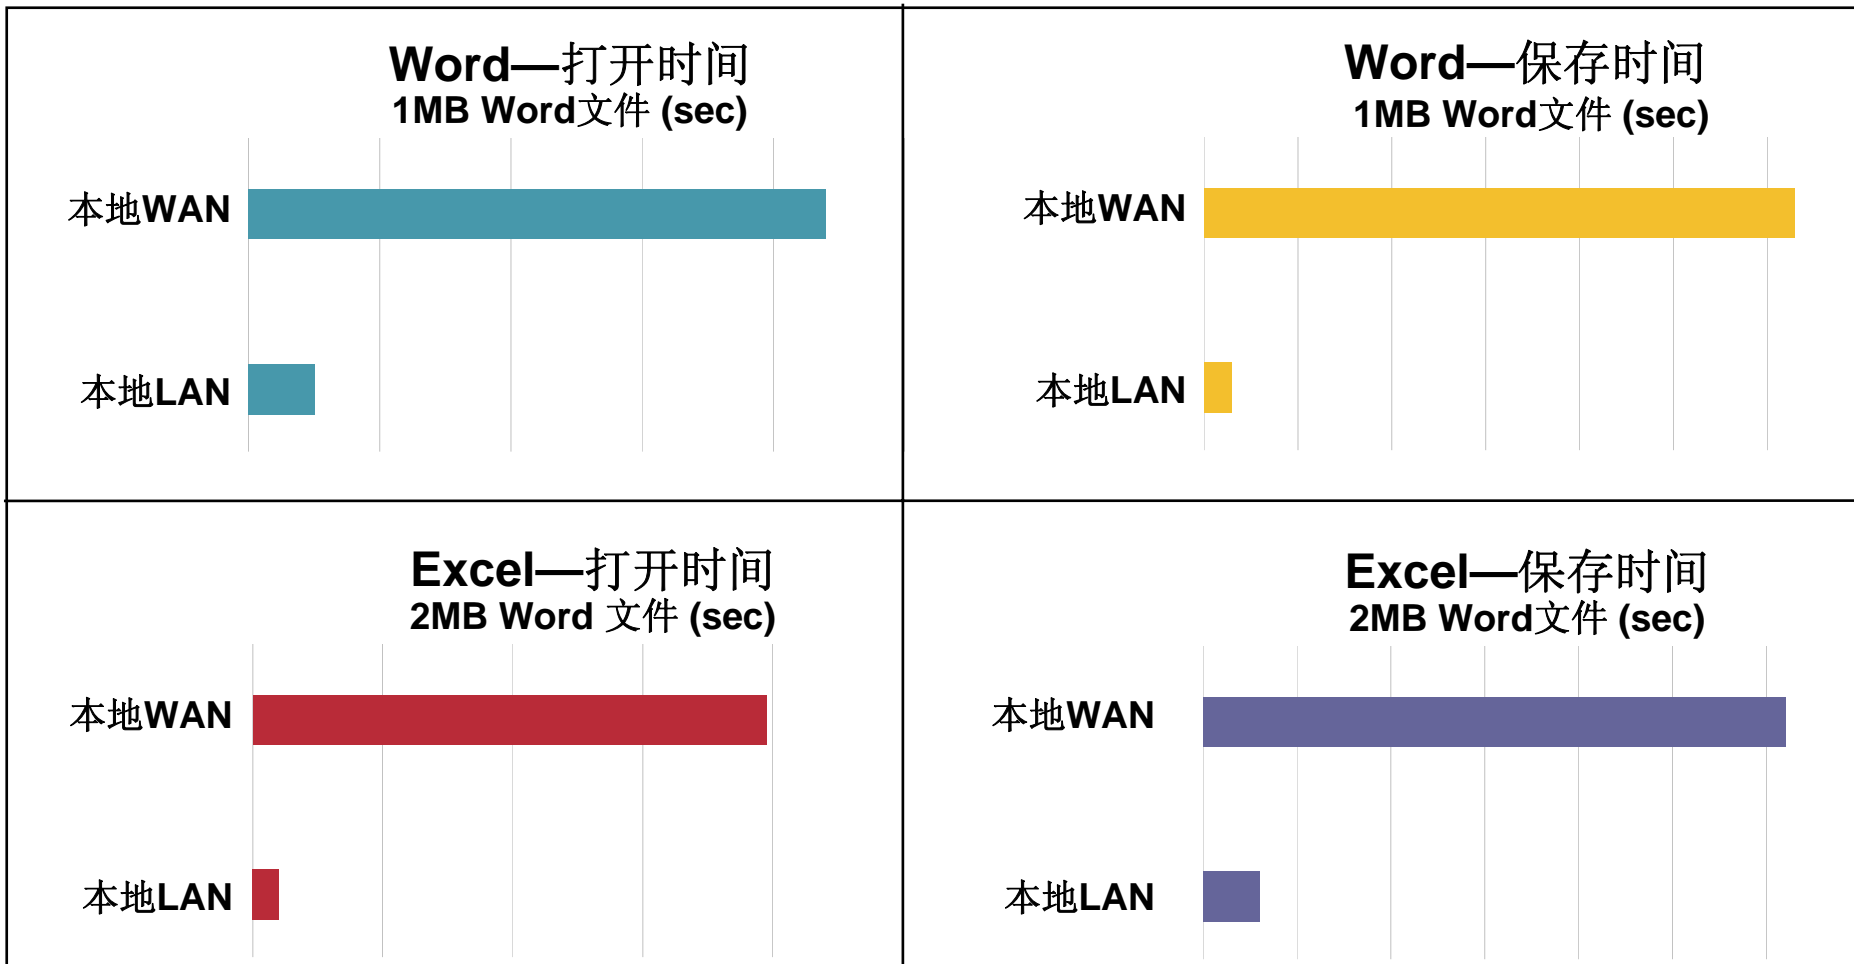 Word—打开时间
1MB Word文件 (sec)
本地WAN
本地LAN
Word—保存时间
1MB Word文件 (sec)
本地WAN
本地LAN
Excel—打开时间
2MB Word 文件 (sec)
本地WAN
本地LAN
Excel—保存时间
2MB Word文件 (sec)
本地WAN
本地LAN